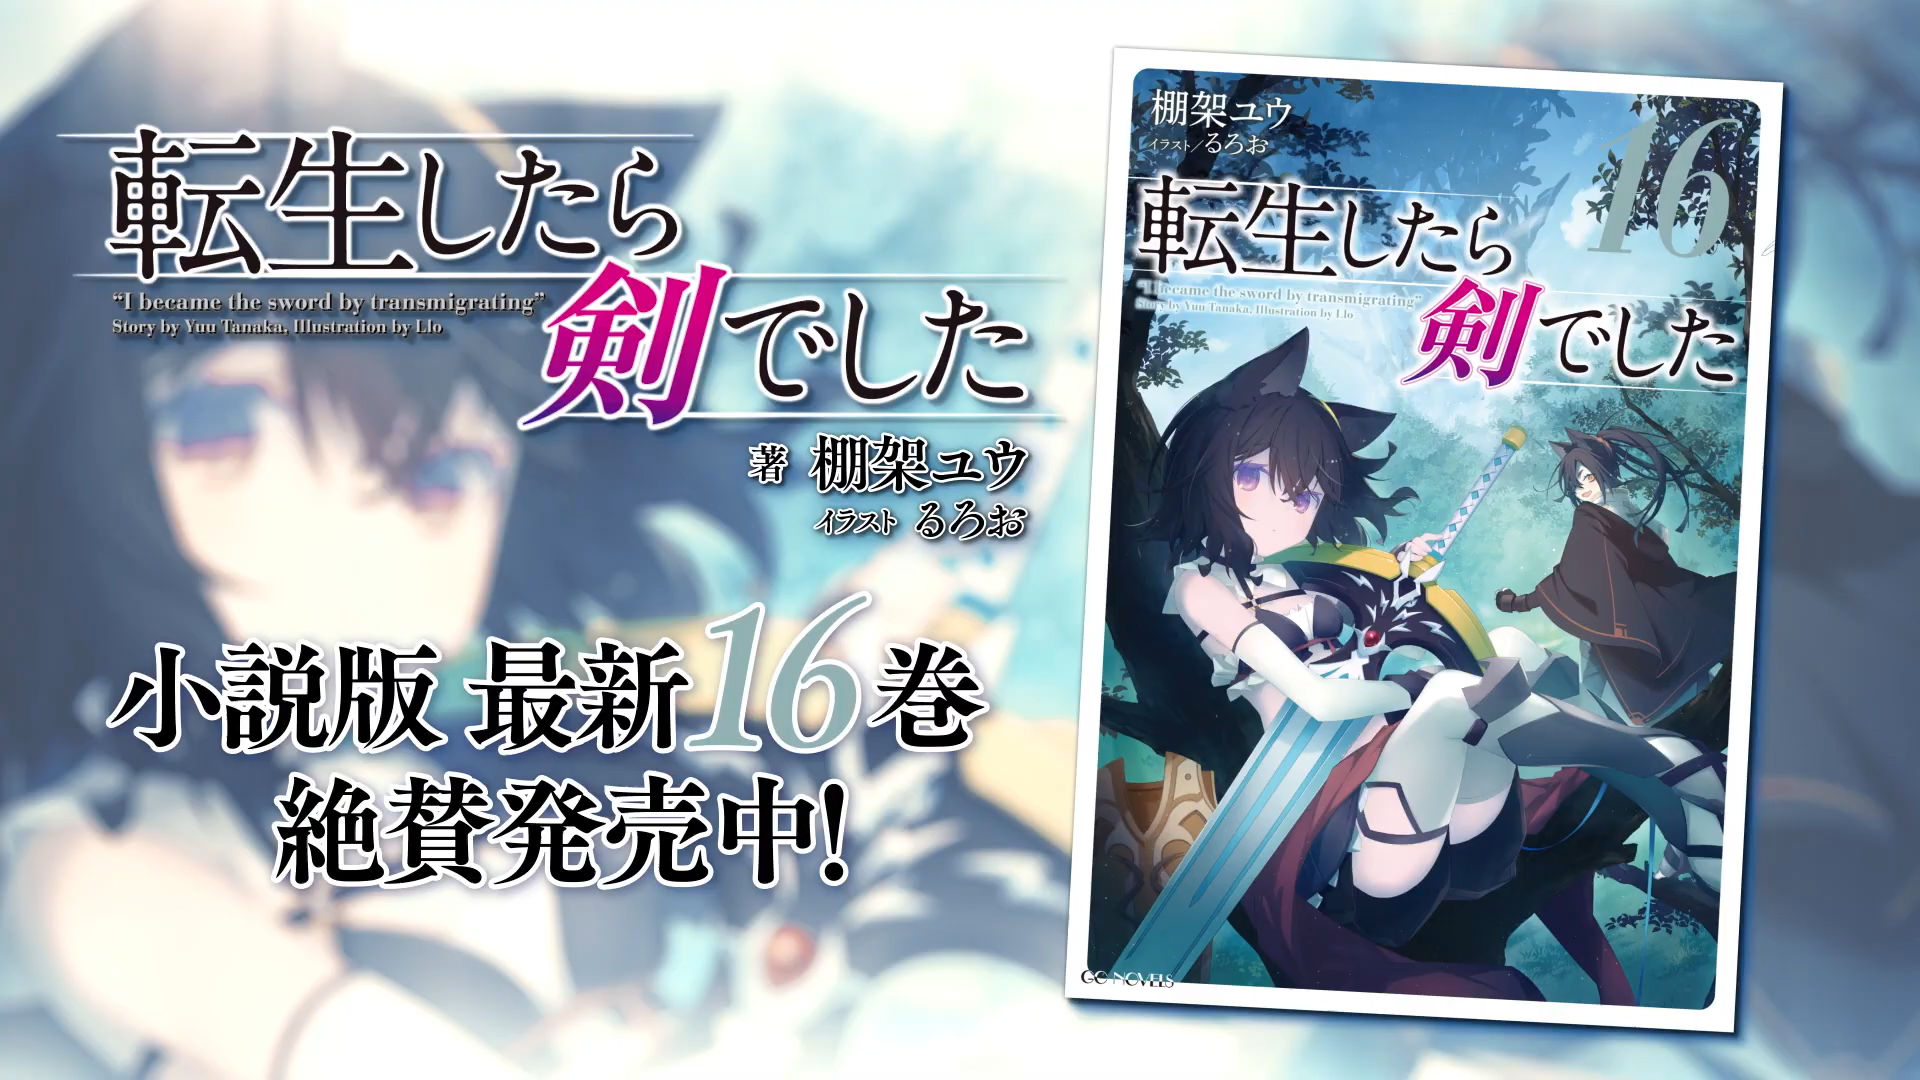 転生したら
剣でした
“I became the sword by transmigrating”
Story by Yuu Tanaka, Illustration by Llo
著 棚架ユウ
イラスト るろお
小説版 最新16巻
絶賛発売中!
棚架ユウ
イラスト/るろお
16
転生したら
剣でした
“I became the sword by transmigrating”
Story by Yuu Tanaka, Illustration by Llo
GC NOVELS